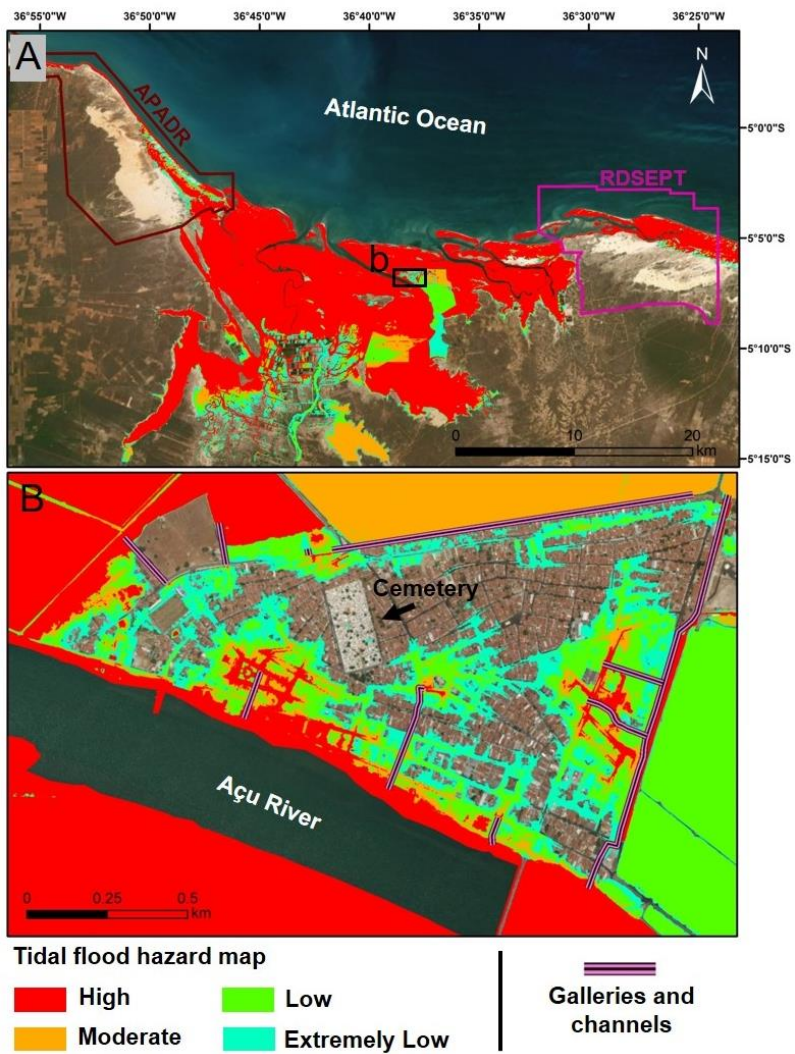 36°55'0"W 36°50'0"W 36°45'0"W 36°40'0"W 36°35'0"W 36°30'0"W 36°25'0"W
A
N
APADR
Atlantic Ocean
5°0'0"S
RDSEPT
5°5'0"S
b
5°10'0"S
0 10 20
km
5°15'0"S
B
Cemetery
Açu River
0 0.25 0.5
km
Tidal flood hazard map
High
Low
Moderate
Extremely Low
Galleries and
channels